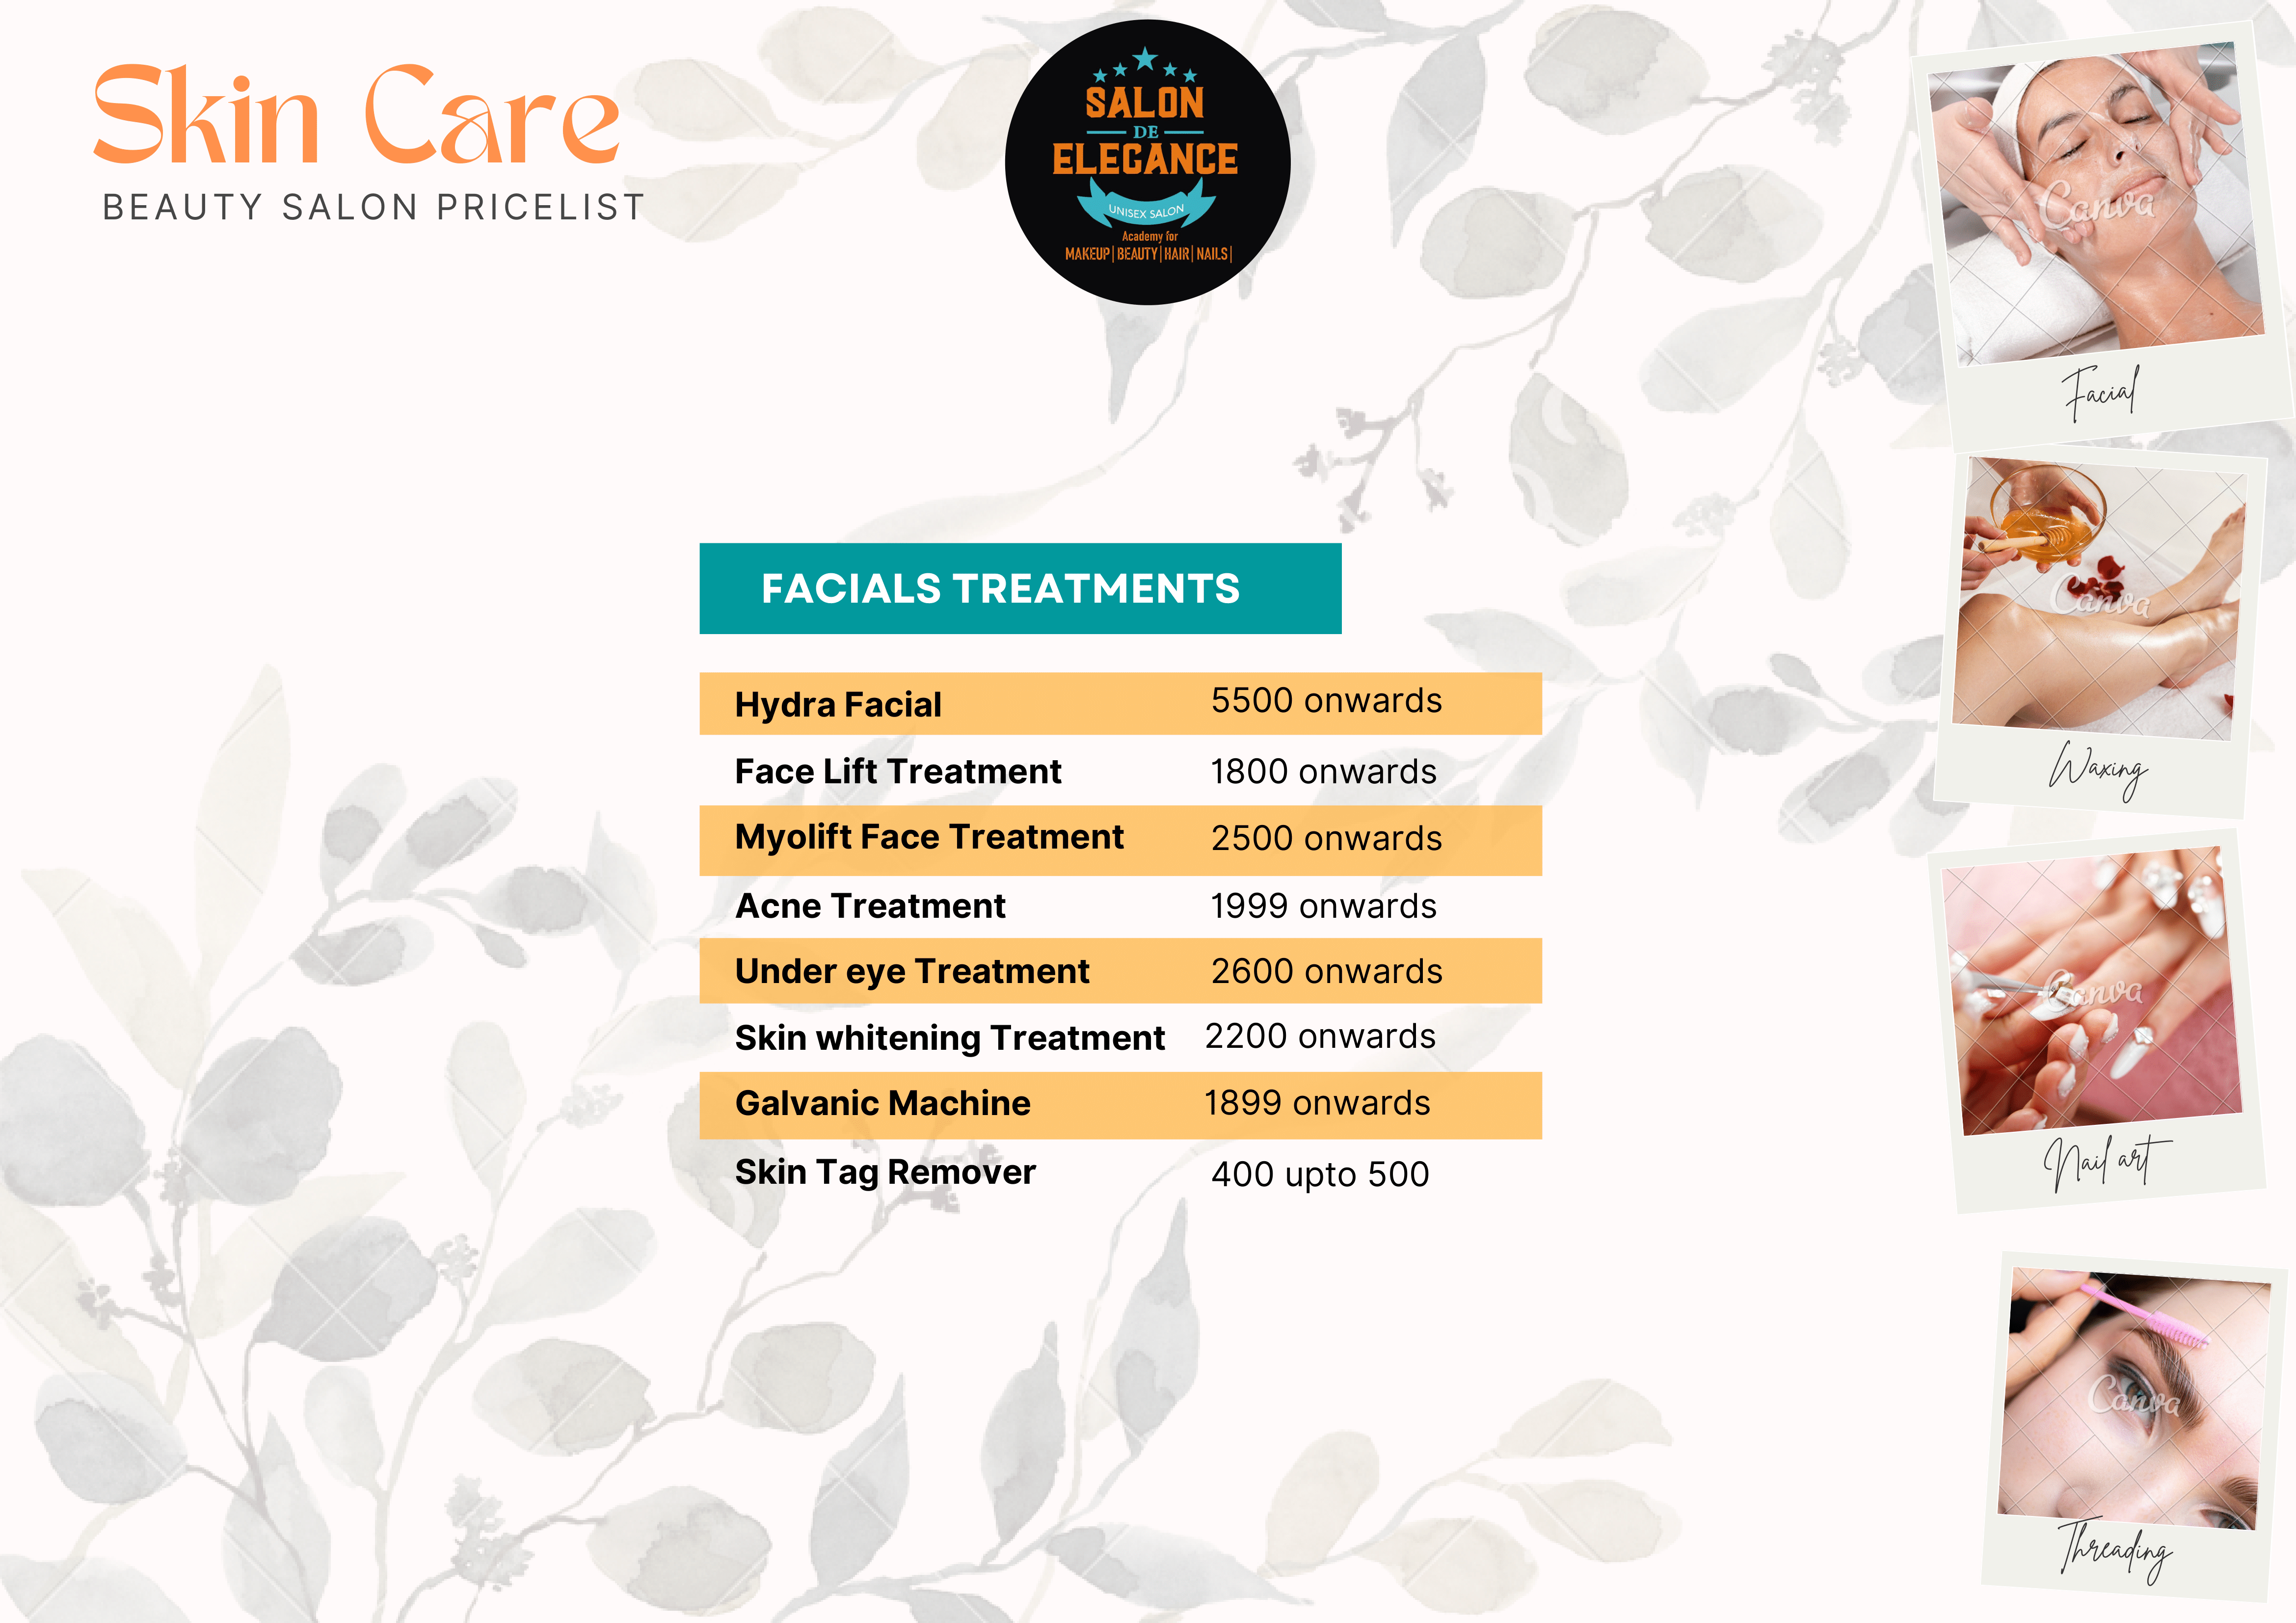 Skin Care
BEAUTY SALON PRICELIST
SALON
DE
ELEGANCE
UNISEX SALON
Academy for
MAKEUP| BEAUTY| HAIR| NAILS|
FACIALS TREATMENTS
Hydra Facial 5500 onwards
Face Lift Treatment 1800 onwards
Myolift Face Treatment 2500 onwards
Acne Treatment 1999 onwards
Under eye Treatment 2600 onwards
Skin whitening Treatment 2200 onwards
Galvanic Machine 1899 onwards
Skin Tag Remover 400 upto 500
Canva
Facial
Canva
Waxing
Canva
Nail art
Canva
Threading